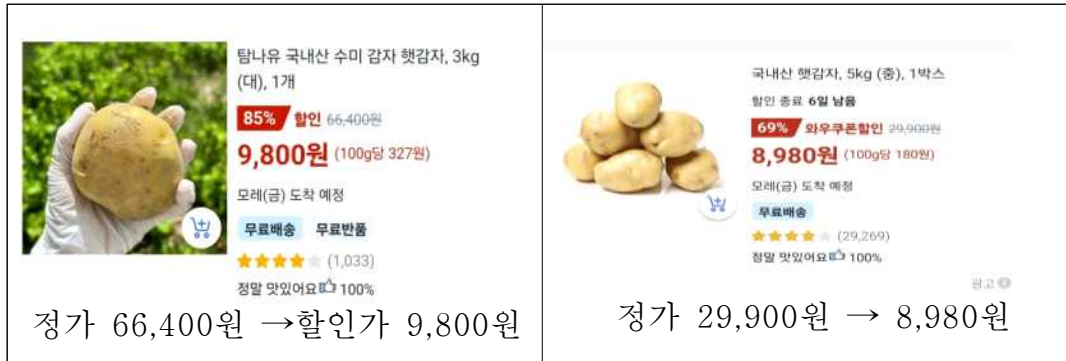 탐나유 국내산 수미 감자 햇감자, 3kg
(대), 1개
85% 할인 66,400원
9,800원 (100g당 327원)
모레(금) 도착 예정
무료배송 무료반품
(1,033)
정말 맛있어요 100%
정가 66,400원 →할인가 9,800원
국내산 햇감자, 5kg (중), 1박스
할인 종료 6일 남음
69% 와우쿠폰할인 29,900원
8,980원 (100g당 180원)
모레(금) 도착 예정
무료배송
(29,269)
정말 맛있어요 100%
광고
정가 29,900원 → 8,980원